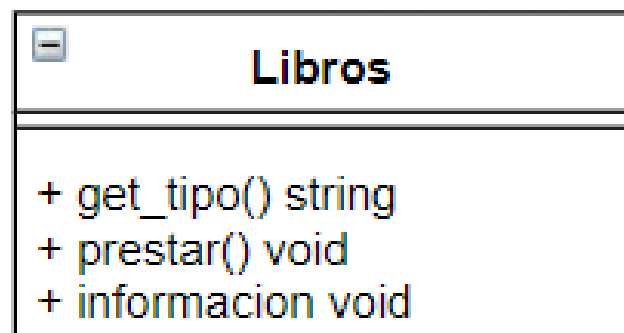 Libros
+ get_tipo() string
+ prestar() void
+ informacion void